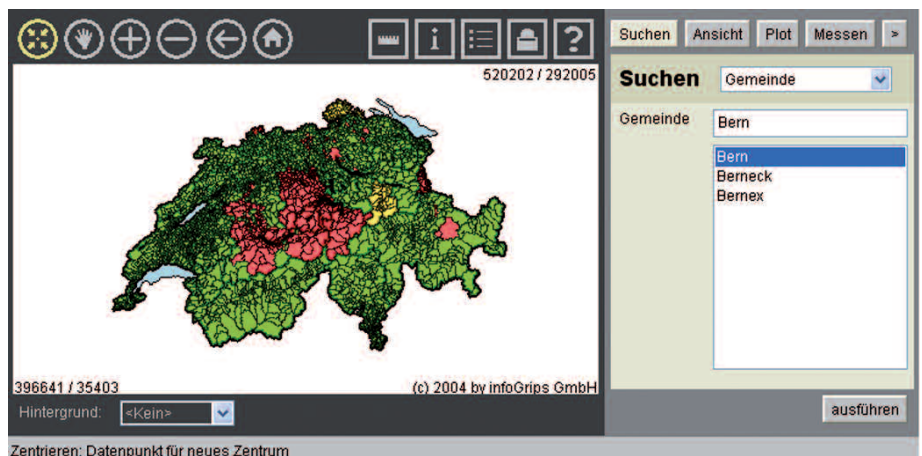 Suchen Ansicht Plot Messen >
520202 / 292005
Suchen Gemeinde
Gemeinde Bern
Bern
Berneck
Bernex
396641 / 35403
(c) 2004 by infoGrips GmbH
Hintergrund: <Kein>
ausführen
Zentrieren: Datenpunkt für neues Zentrum